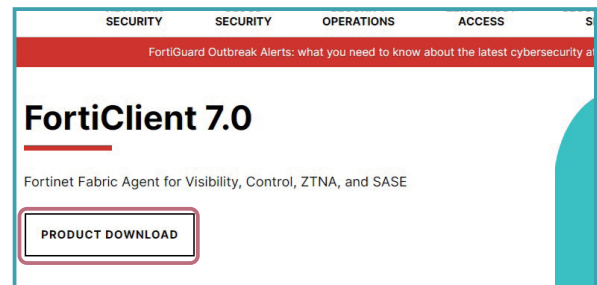 SECURITY SECURITY OPERATIONS ACCESS
FortiGuard Outbreak Alerts: what you need to know about the latest cybersecurity
FortiClient 7.0
Fortinet Fabric Agent for Visibility, Control, ZTNA, and SASE
PRODUCT DOWNLOAD